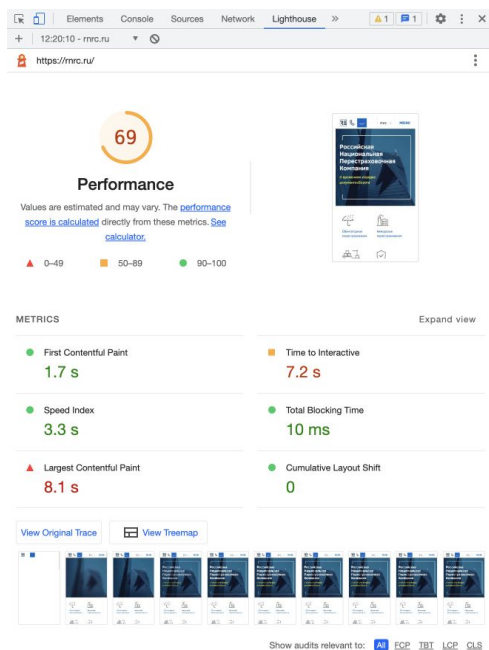 Elements Console Sources Network Lighthouse » 1 1
+ 12:20:10 - rnrc.ru
https://rnrc.ru/
69
Performance
Values are estimated and may vary. The performance
score is calculated directly from these metrics. See
calculator.
0–49 50–89 90–100
Российская
Национальная
Перестраховочная
Компания
METRICS
Expand view
First Contentful Paint
1.7 s
Time to Interactive
7.2 s
Speed Index
3.3 s
Total Blocking Time
10 ms
Largest Contentful Paint
8.1 s
Cumulative Layout Shift
0
View Original Trace
View Treemap
Show audits relevant to: All FCP TBT LCP CLS